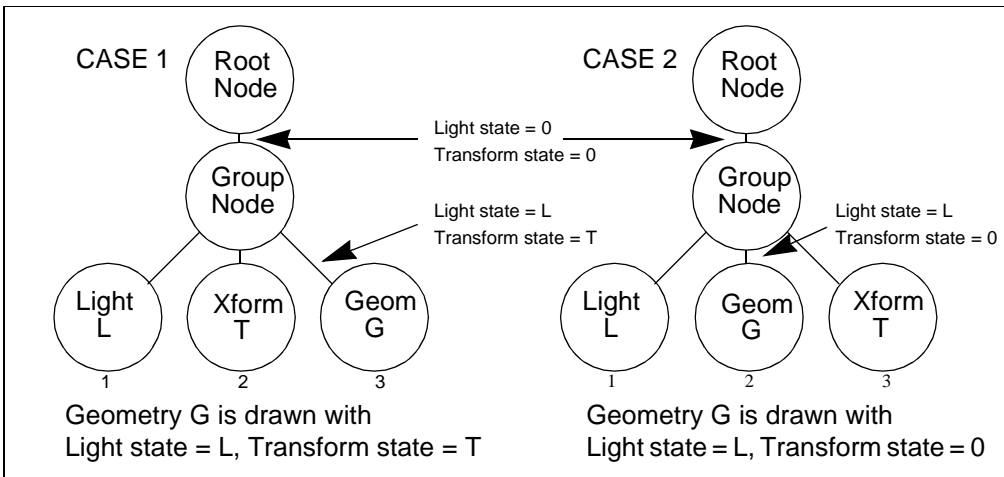 CASE 1
Root
Node
Light state = 0
Transform state = 0
Group
Node
Light state = L
Transform state = T
Light
L
Xform
T
Geom
G
1
2
3
Geometry G is drawn with
Light state = L, Transform state = T
CASE 2
Root
Node
Group
Node
Light state = L
Transform state = 0
Light
L
Geom
G
Xform
T
1
2
3
Geometry G is drawn with
Light state = L, Transform state = 0